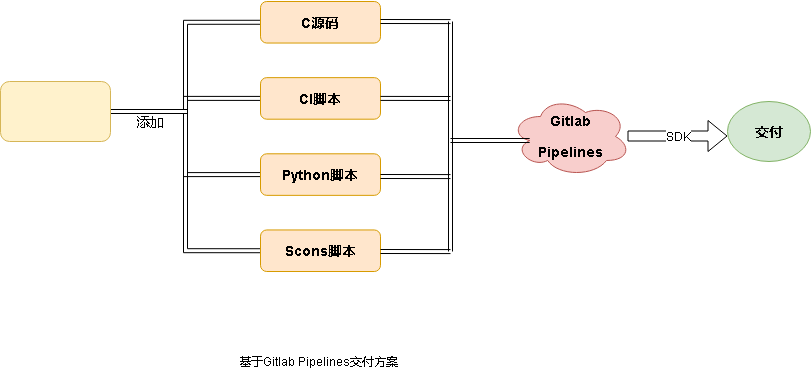 C源码
CI脚本
添加
Python脚本
Scons脚本
Gitlab
Pipelines
SDK
交付
基于Gitlab Pipelines交付方案